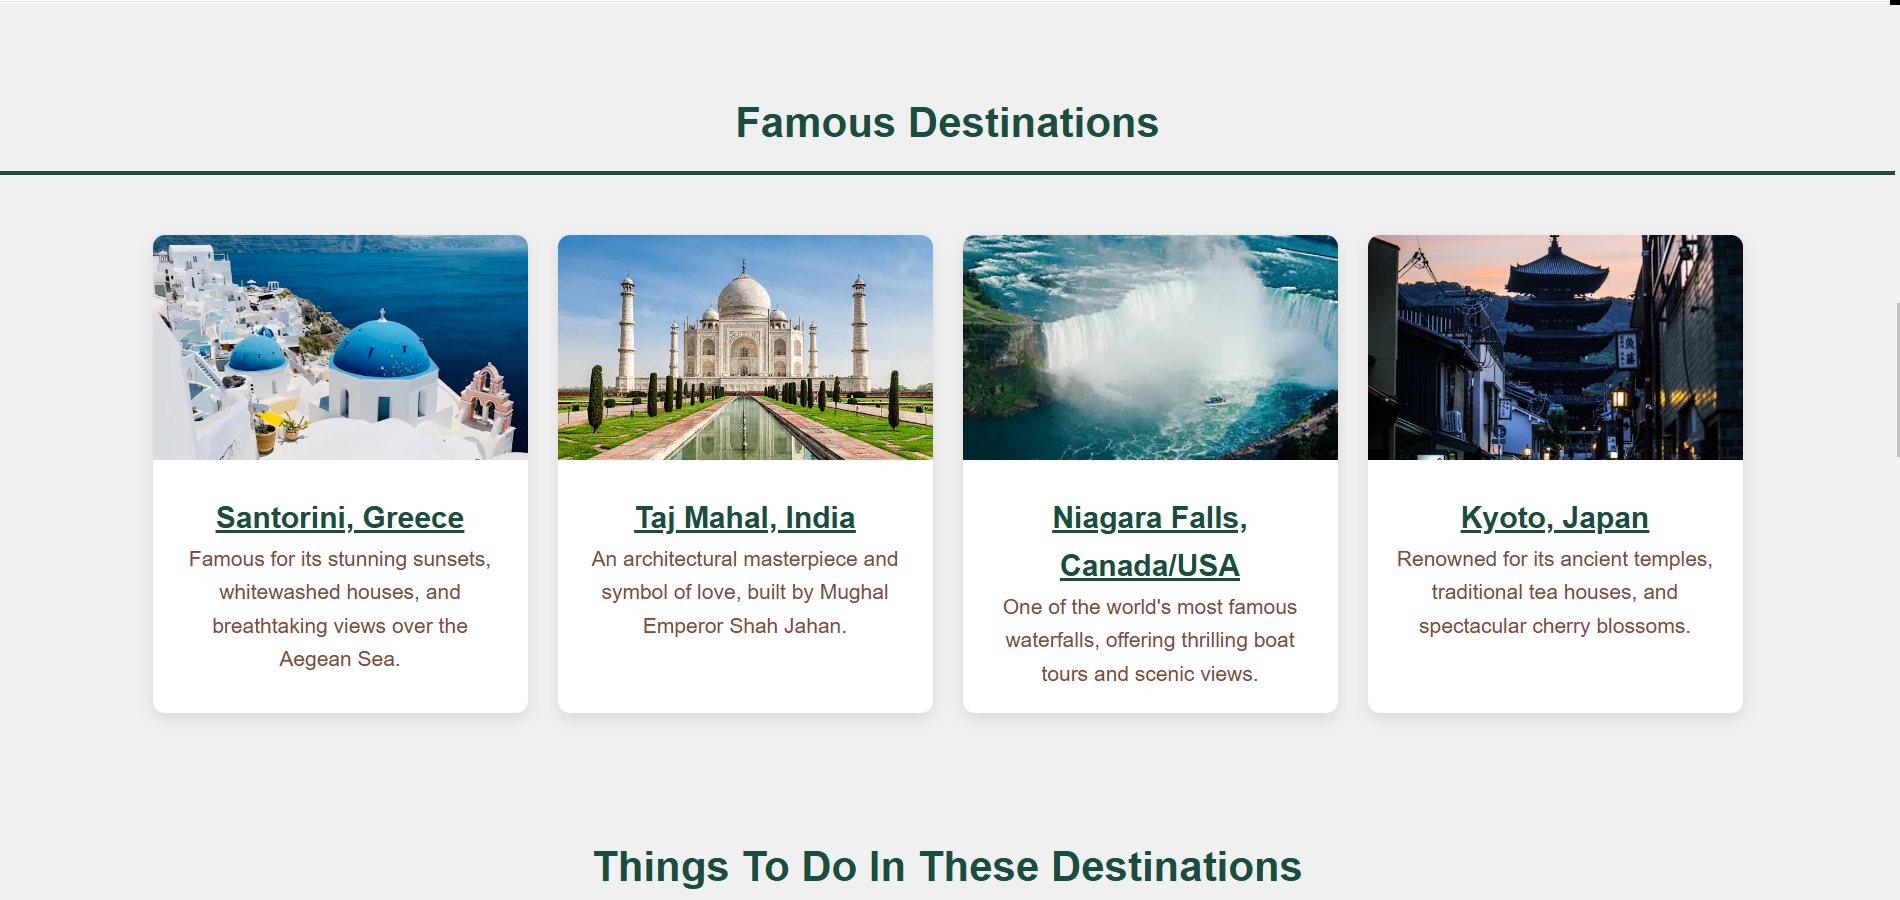 Famous Destinations
Santorini, Greece
Famous for its stunning sunsets,
whitewashed houses, and
breathtaking views over the
Aegean Sea.
Taj Mahal, India
An architectural masterpiece and
symbol of love, built by Mughal
Emperor Shah Jahan.
Niagara Falls,
Canada/USA
One of the world's most famous
waterfalls, offering thrilling boat
tours and scenic views.
魚
藤
Kyoto, Japan
Renowned for its ancient temples,
traditional tea houses, and
spectacular cherry blossoms.
Things To Do In These Destinations